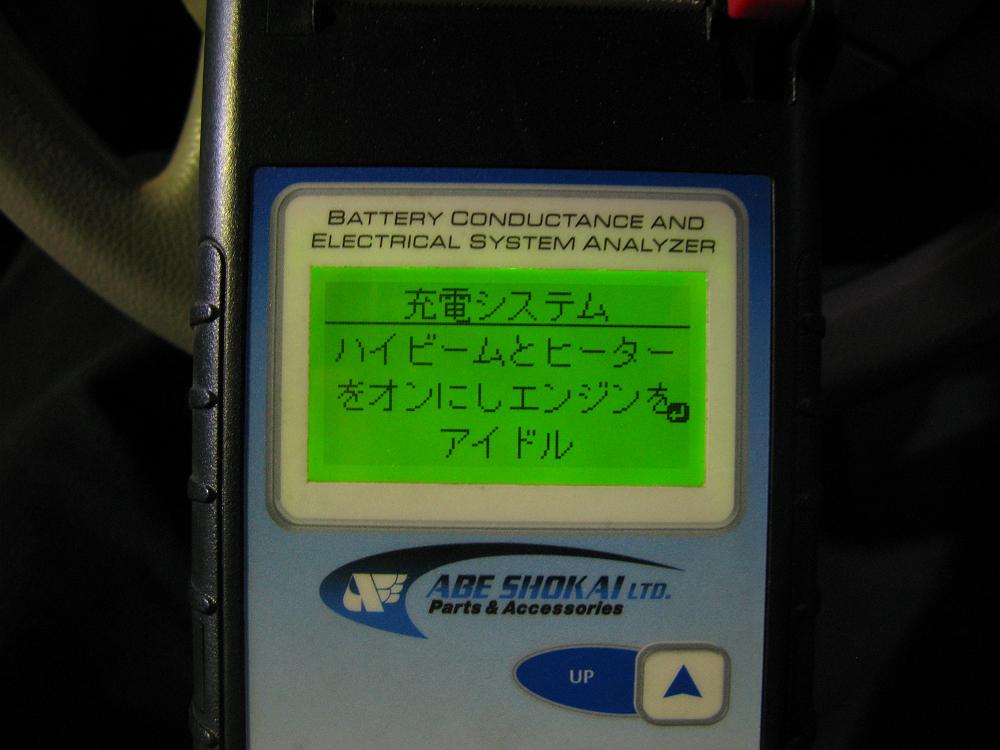 BATTERY CONDUCTANCE AND
ELECTRICAL SYSTEM ANALYZER
充電システム
ハイビームとヒーター
をオンにしエンジンを
アイドル
ABE SHOKAI LTD.
Parts & Accessories
UP